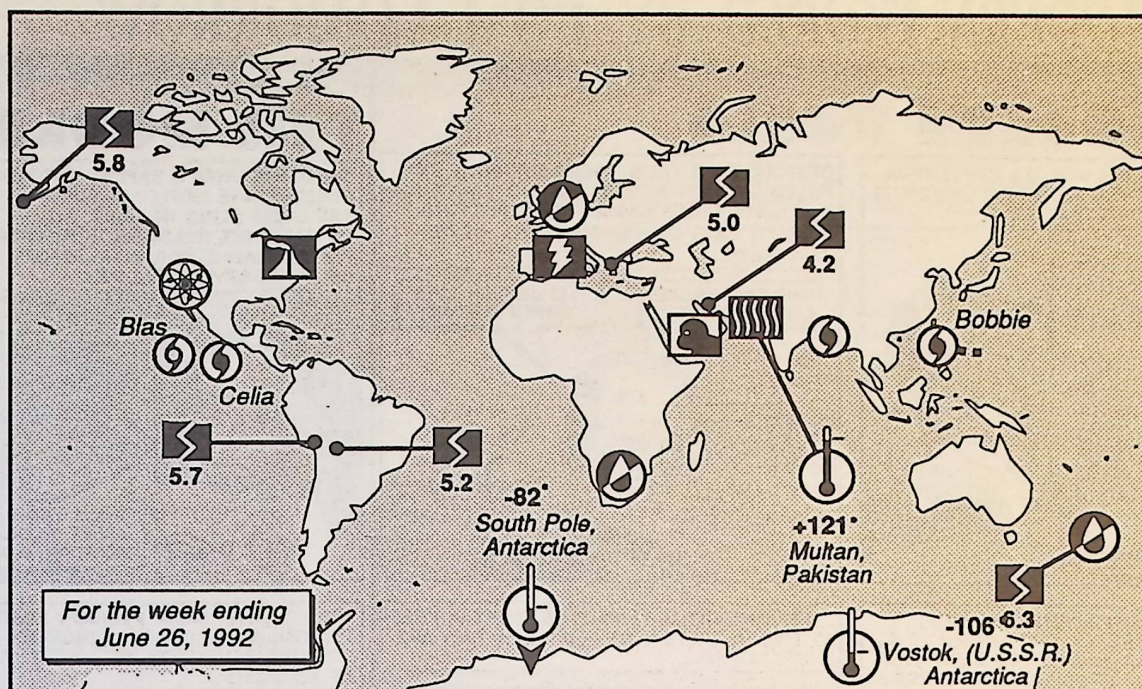 5.8
5.0
4.2
Blas
Bobbie
Celia
5.7
5.2
-82°
South Pole,
Antarctica
+121°
Multan,
Pakistan
For the week ending
June 26, 1992
6.3
-106°
Vostok, (U.S.S.R.)
Antarctica